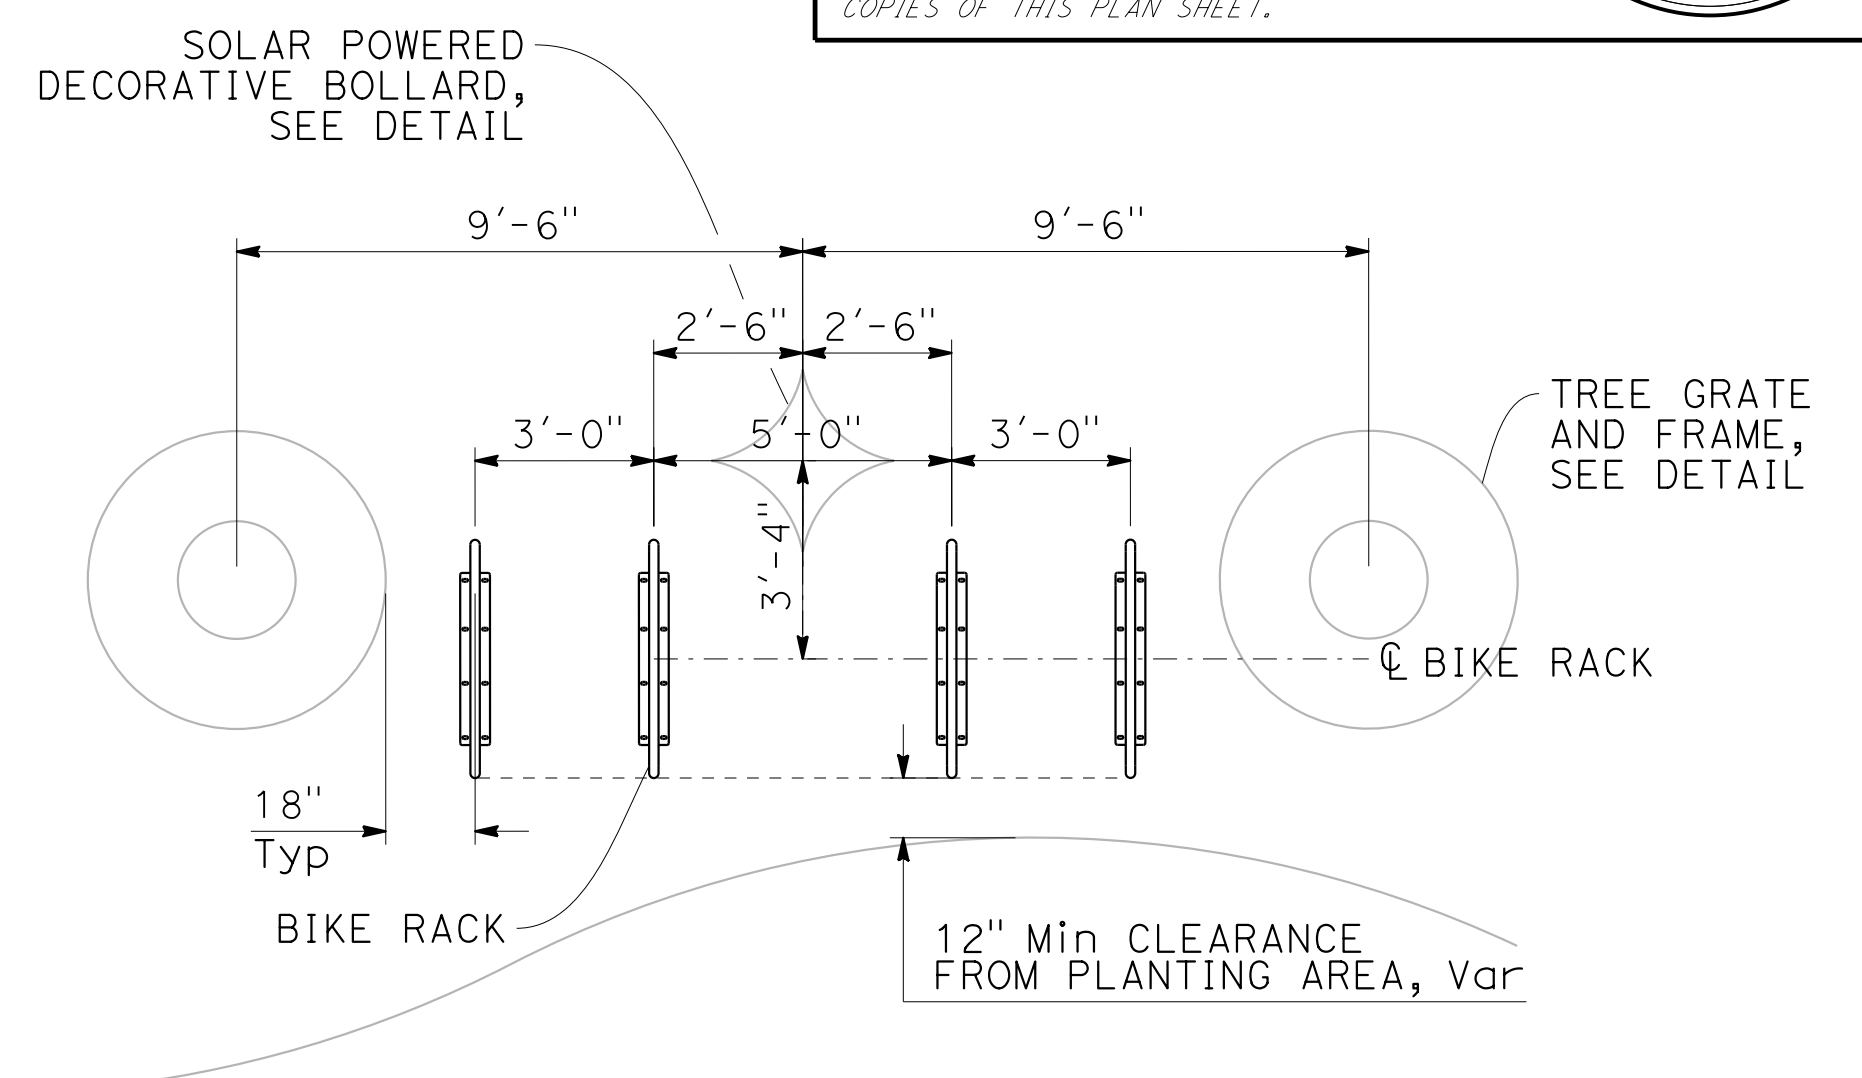 COPIES OF THIS PLAN SHEET.
SOLAR POWERED
DECORATIVE BOLLARD,
SEE DETAIL
9'-6"
9'-6"
2'-6"
2'-6"
3'-0"
5'-0"
3'-0"
3'-4"
TREE GRATE
AND FRAME,
SEE DETAIL
℄ BIKE RACK
18"
Typ
BIKE RACK
12" Min CLEARANCE
FROM PLANTING AREA, Var